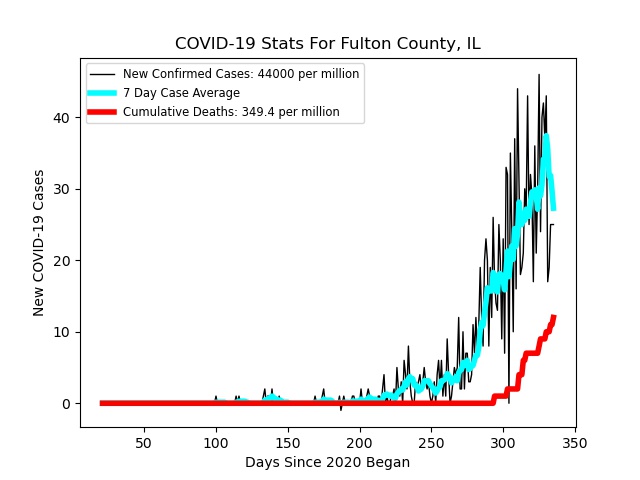 COVID-19 Stats For Fulton County, IL
New Confirmed Cases: 44000 per million
7 Day Case Average
Cumulative Deaths: 349.4 per million
New COVID-19 Cases
40
30
20
10
0
50 100 150 200 250 300 350
Days Since 2020 Began